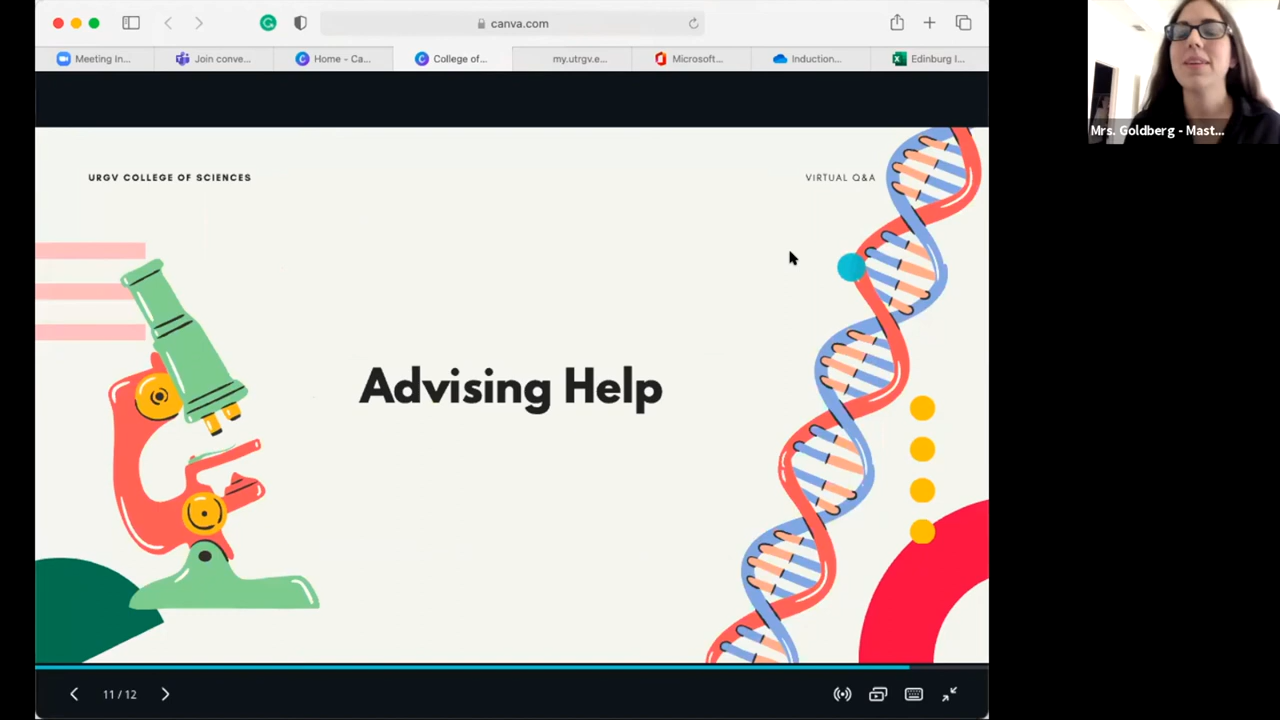 canva.com
Meeting In...
Join conve...
Home - Ca...
College of...
my.utrgv.e...
Microsoft...
Induction...
Edinburg I...
Mrs. Goldberg - Mast...
URGV COLLEGE OF SCIENCES
VIRTUAL Q&A
Advising Help
11 / 12